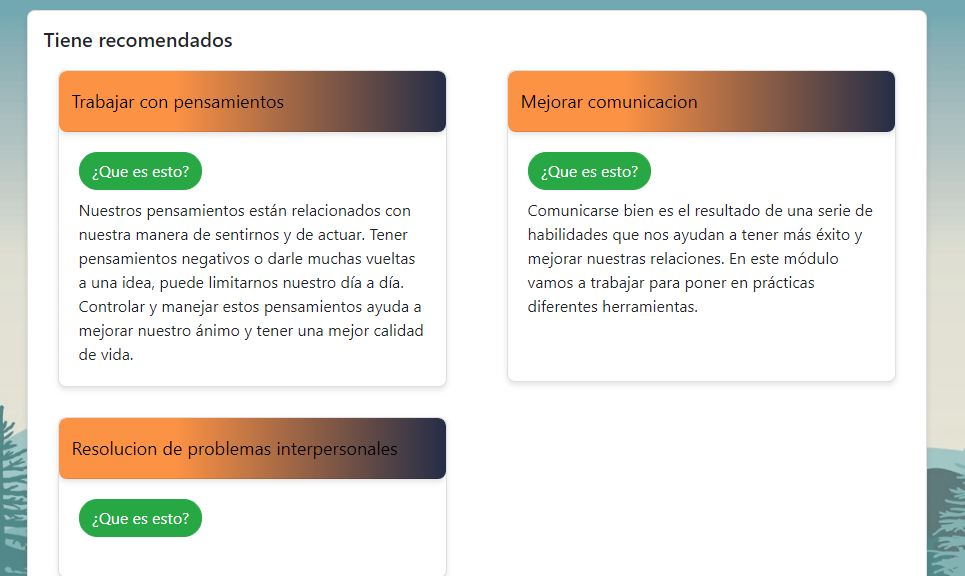 Tiene recomendados
Trabajar con pensamientos
¿Que es esto?
Nuestros pensamientos están relacionados con
nuestra manera de sentirnos y de actuar. Tener
pensamientos negativos o darle muchas vueltas
a una idea, puede limitarnos nuestro día a día.
Controlar y manejar estos pensamientos ayuda a
mejorar nuestro ánimo y tener una mejor calidad
de vida.
Mejorar comunicacion
¿Que es esto?
Comunicarse bien es el resultado de una serie de
habilidades que nos ayudan a tener más éxito y
mejorar nuestras relaciones. En este módulo
vamos a trabajar para poner en prácticas
diferentes herramientas.
Resolucion de problemas interpersonales
¿Que es esto?